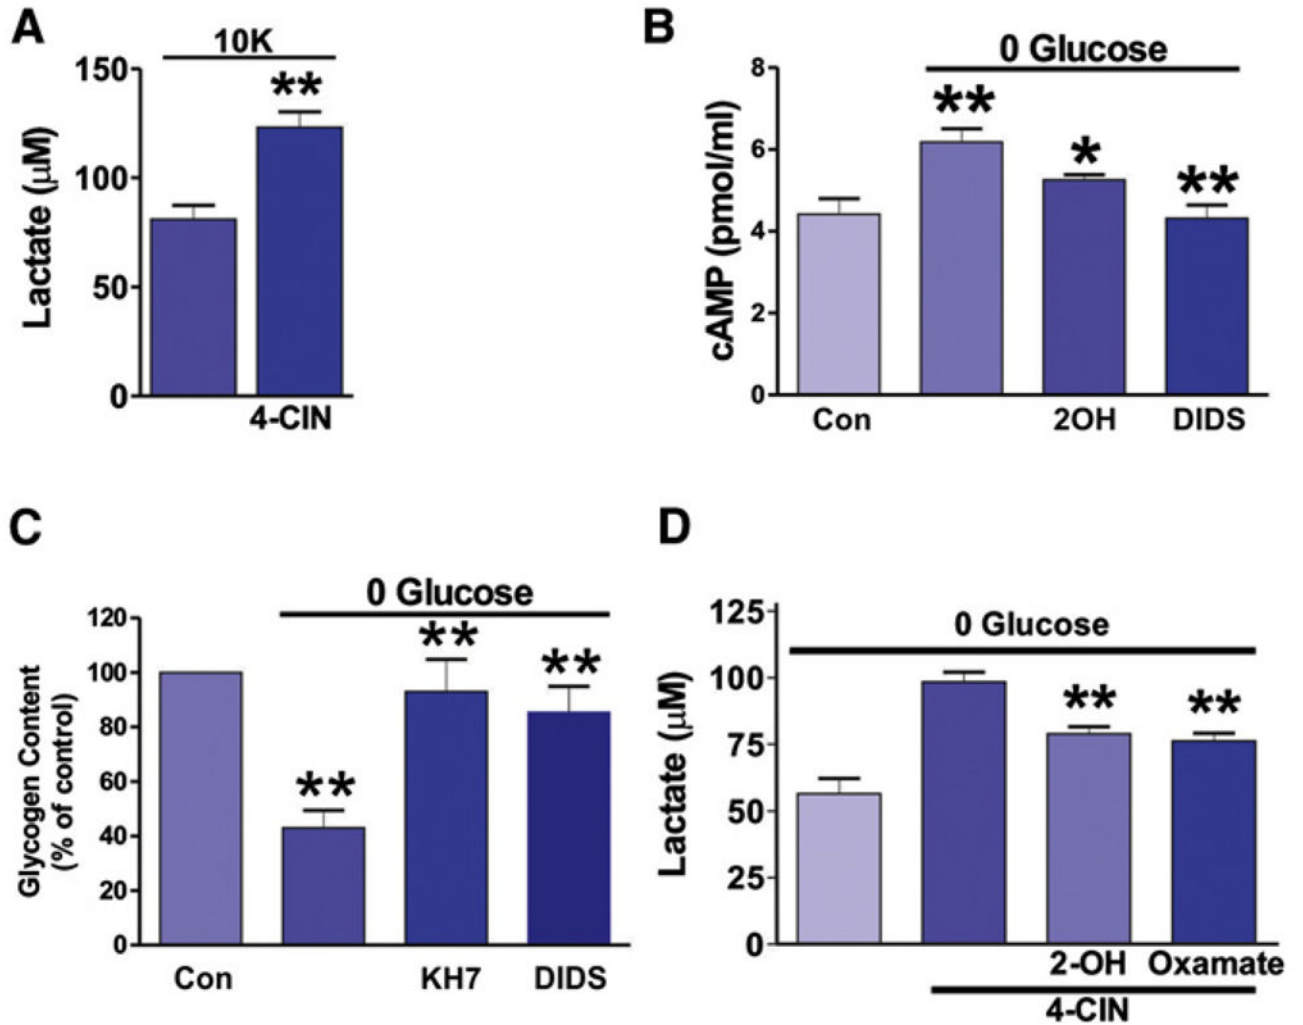 A
10K
**
Lactate (μM)
150
100
50
0
4-CIN
B
0 Glucose
**
*
**
cAMP (pmol/ml)
8
6
4
2
0
Con
2OH
DIDS
C
0 Glucose
**
**
**
Glycogen Content
(% of control)
120
100
80
60
40
20
0
Con
KH7
DIDS
D
0 Glucose
**
**
Lactate (μM)
125
100
75
50
25
0
2-OH
Oxamate
4-CIN